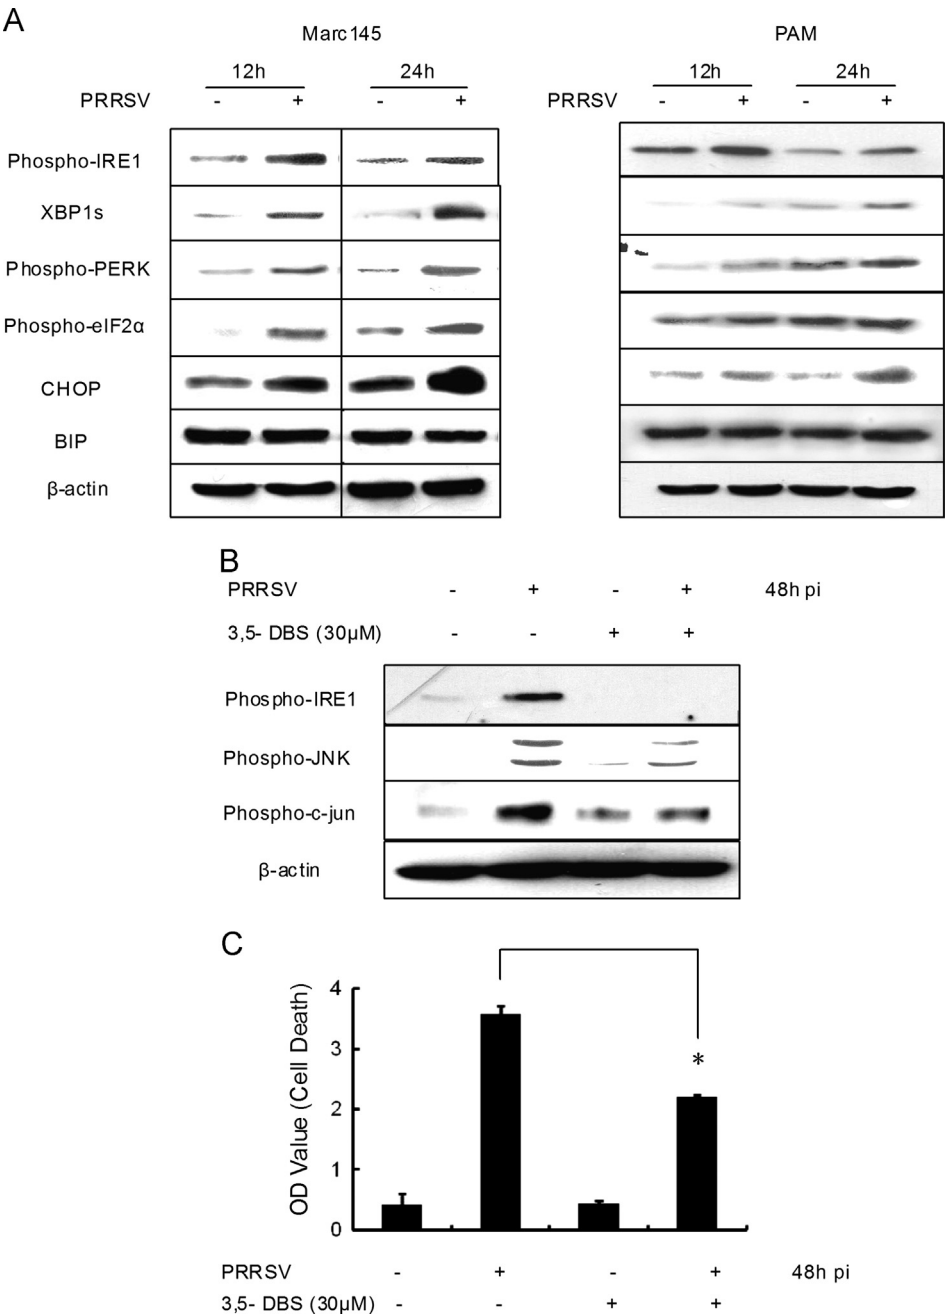 A
Marc145 PAM
12h 24h 12h 24h
PRRSV - + - + PRRSV - + - +
Phospho-IRE1
XBP1s
Phospho-PERK
Phospho-eIF2α
CHOP
BIP
β-actin
B
PRRSV - + - + 48h pi
3,5- DBS (30µM) - - + +
Phospho-IRE1
Phospho-JNK
Phospho-c-jun
β-actin
C
OD Value (Cell Death)
4
3
2
1
0
*
PRRSV - + - + 48h pi
3,5- DBS (30µM) - - + +